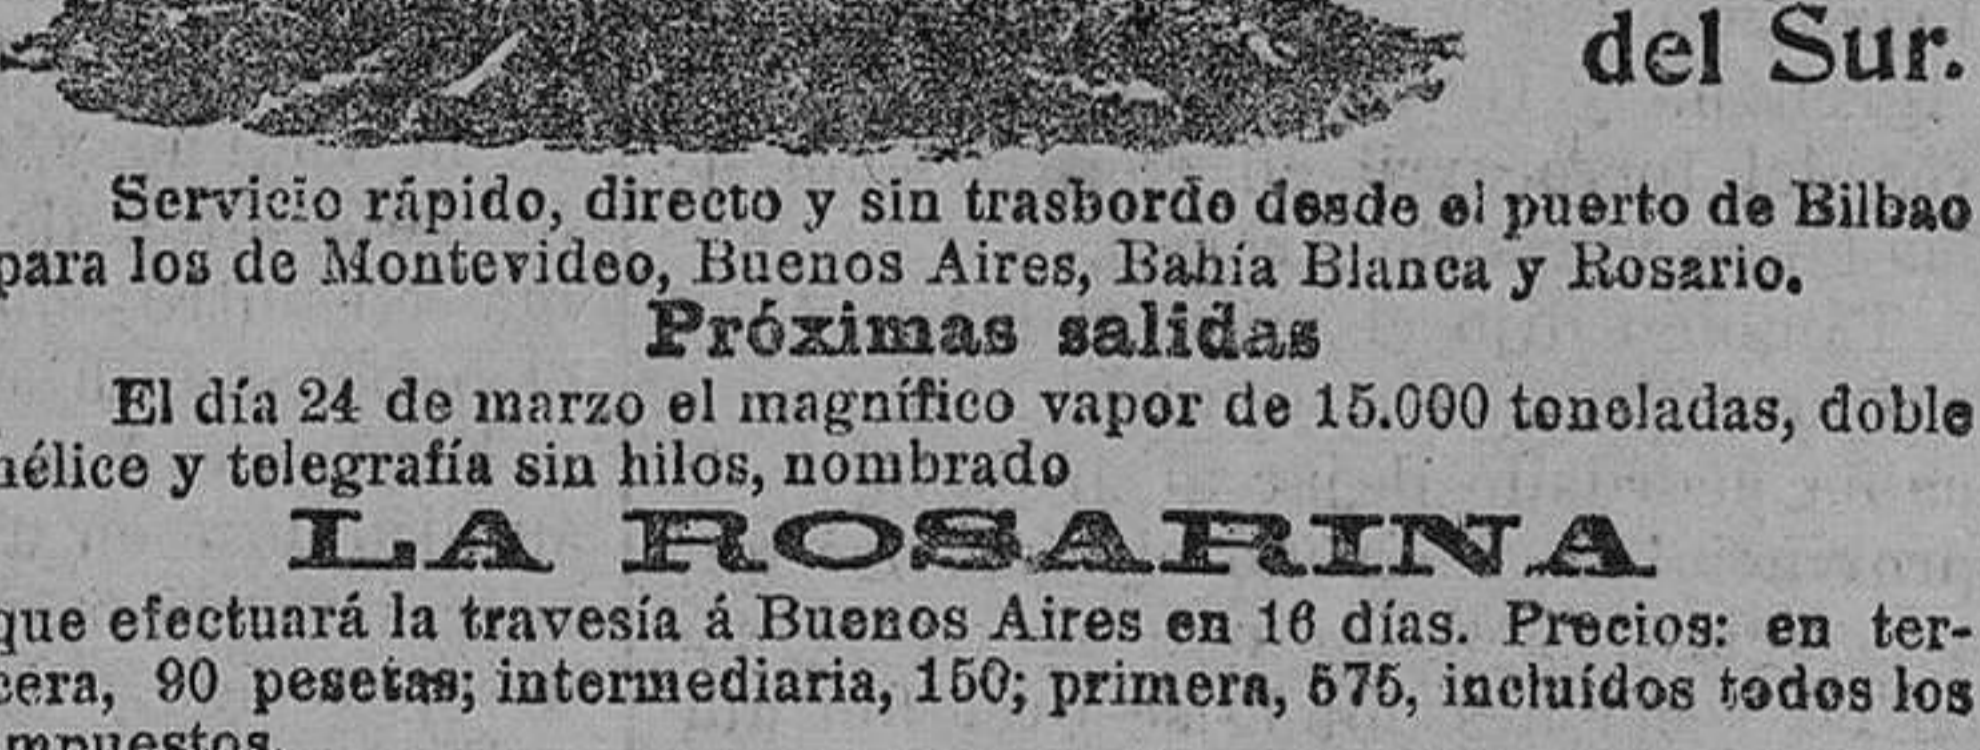 del Sur.
Servicio rápido, directo y sin trasbordo desde el puerto de Bilbao
para los de Montevideo, Buenos Aires, Bahía Blanca y Rosario.
Próximas salidas
El día 24 de marzo el magnífico vapor de 15.000 toneladas, doble
hélice y telegrafía sin hilos, nombrado
LA ROSARINA
que efectuará la travesía á Buenos Aires en 16 días. Precios: en ter-
cera, 90 pesetas; intermediaria, 150; primera, 575, incluídos todos los
impuestos.